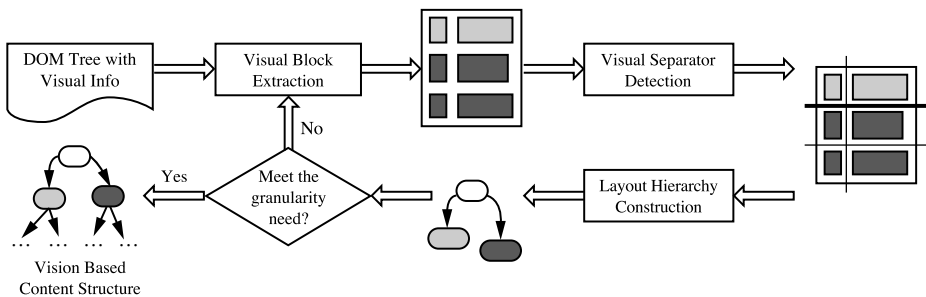 DOM Tree with
Visual Info
Visual Block
Extraction
Visual Separator
Detection
No
Yes
Meet the
granularity
need?
Layout Hierarchy
Construction
... ... ... ...
Vision Based
Content Structure